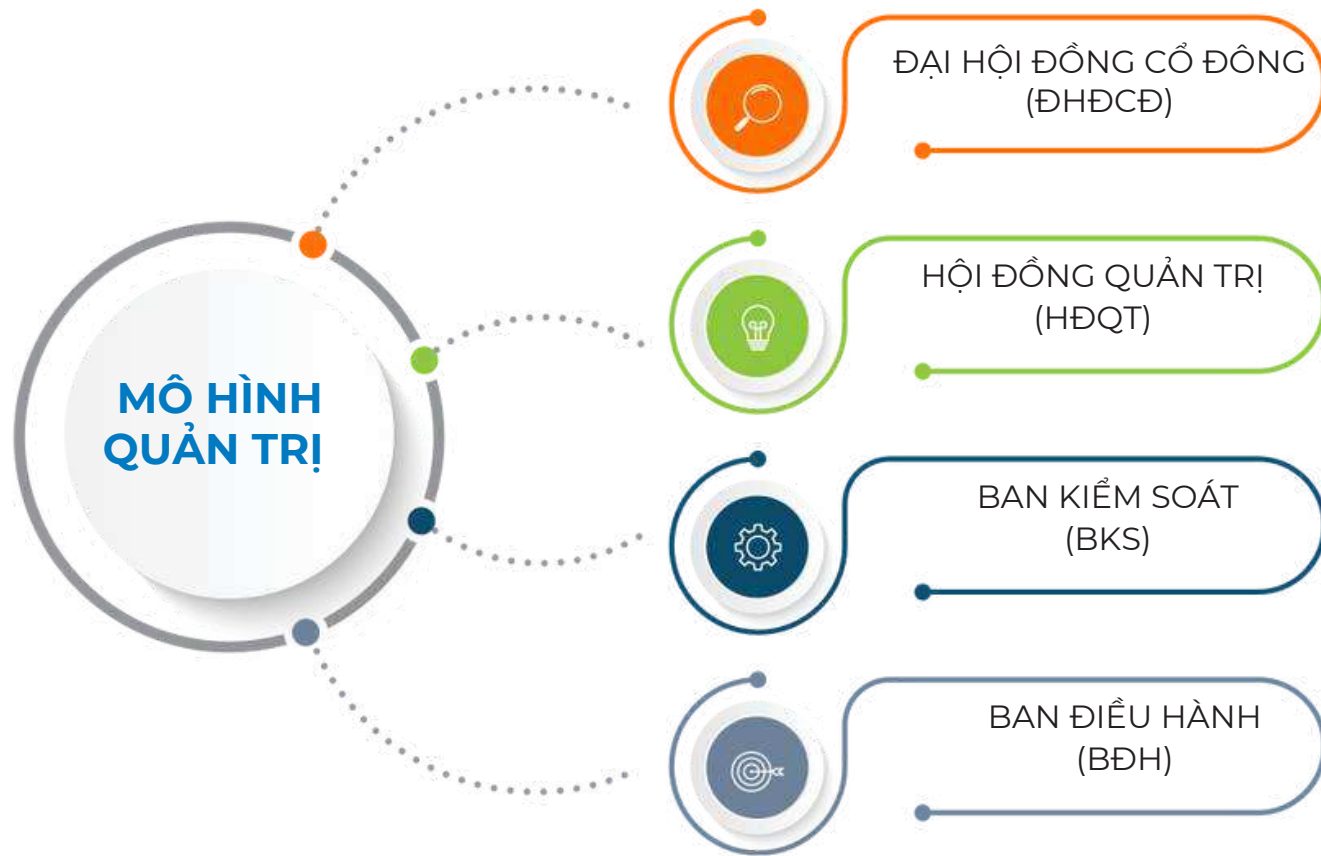 MÔ HÌNH
QUẢN TRỊ
ĐẠI HỘI ĐỒNG CỔ ĐÔNG
(ĐHĐCĐ)
HỘI ĐỒNG QUẢN TRỊ
(HĐQT)
BAN KIỂM SOÁT
(BKS)
BAN ĐIỀU HÀNH
(BĐH)